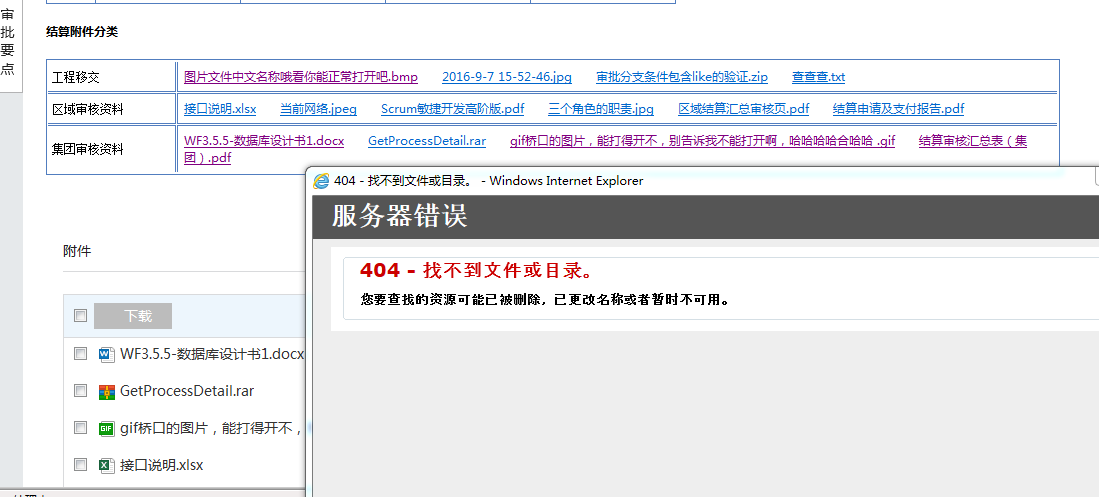 审
批
要
点
结算附件分类
工程移交 图片文件中文名称哦看你能正常打开吧.bmp 2016-9-7 15-52-46.jpg 审批分支条件包含like的验证.zip 查查查.txt
区域审核资料 接口说明.xlsx 当前网络.jpeg Scrum敏捷开发高阶版.pdf 三个角色的职责.jpg 区域结算汇总审核页.pdf 结算申请及支付报告.pdf
集团审核资料 WF3.5.5-数据库设计书1.docx GetProcessDetail.rar gif桥口的图片，能打得开不，别告诉我不能打开啊，哈哈哈哈合哈哈 .gif 结算审核汇总表（集
团）.pdf
404 - 找不到文件或目录。 - Windows Internet Explorer
服务器错误
404 - 找不到文件或目录。
您要查找的资源可能已被删除，已更改名称或者暂时不可用。
附件
下载
WF3.5.5-数据库设计书1.docx
GetProcessDetail.rar
gif桥口的图片，能打得开不，
接口说明.xlsx